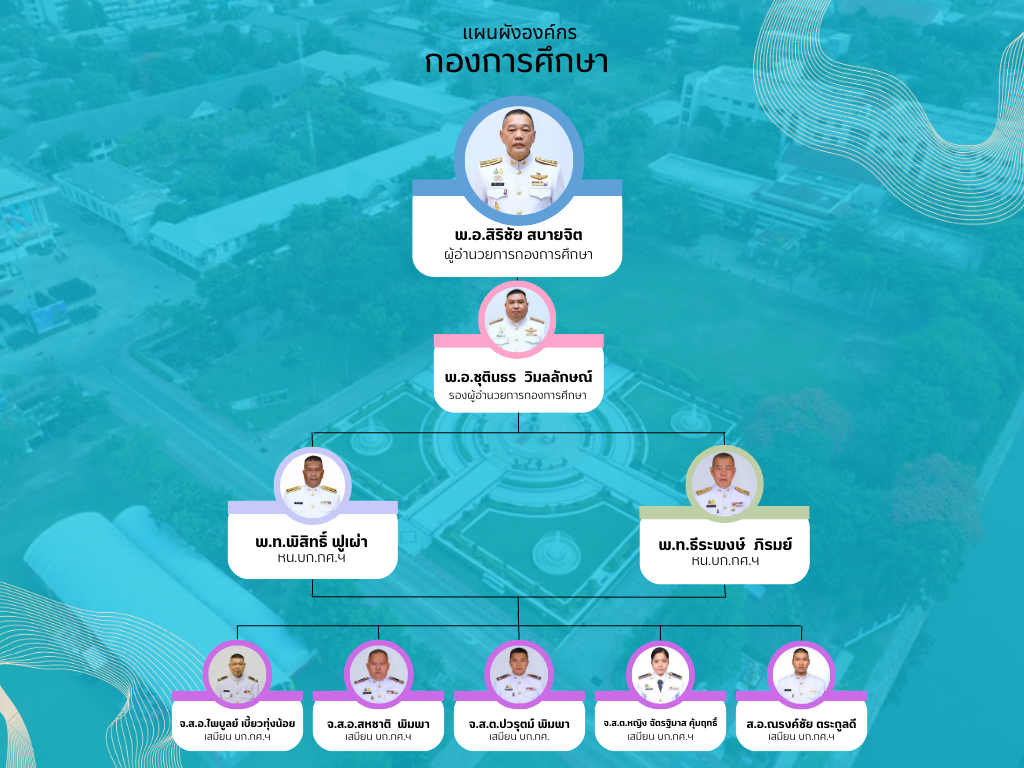 แผนผังองค์กร
กองการศึกษา
พ.อ.สิริชัย สบายจิต
ผู้อำนวยการกองการศึกษา
พ.อ.ชุตินธร วิมลลักษณ์
รองผู้อำนวยการกองการศึกษา
พ.ท.พิสิทธิ์ ฟูเผ่า
หน.บก.กศ.ฯ
พ.ท.ธีระพงษ์ ภิรมย์
หน.บก.กศ.ฯ
จ.ส.อ.ไพบูลย์ เบี้ยวทุ่งน้อย
เสมียน บก.กศ.ฯ
จ.ส.อ.สหชาติ พิมพา
เสมียน บก.กศ.ฯ
จ.ส.ต.ปวรุตม์ พิมพา
เสมียน บก.กศ.
จ.ส.ต.หญิง ฉัตรฐิมาส คุ้มฤทธิ์
เสมียน บก.กศ.ฯ
ส.อ.ณรงค์ชัย ตระกูลดี
เสมียน บก.กศ.ฯ